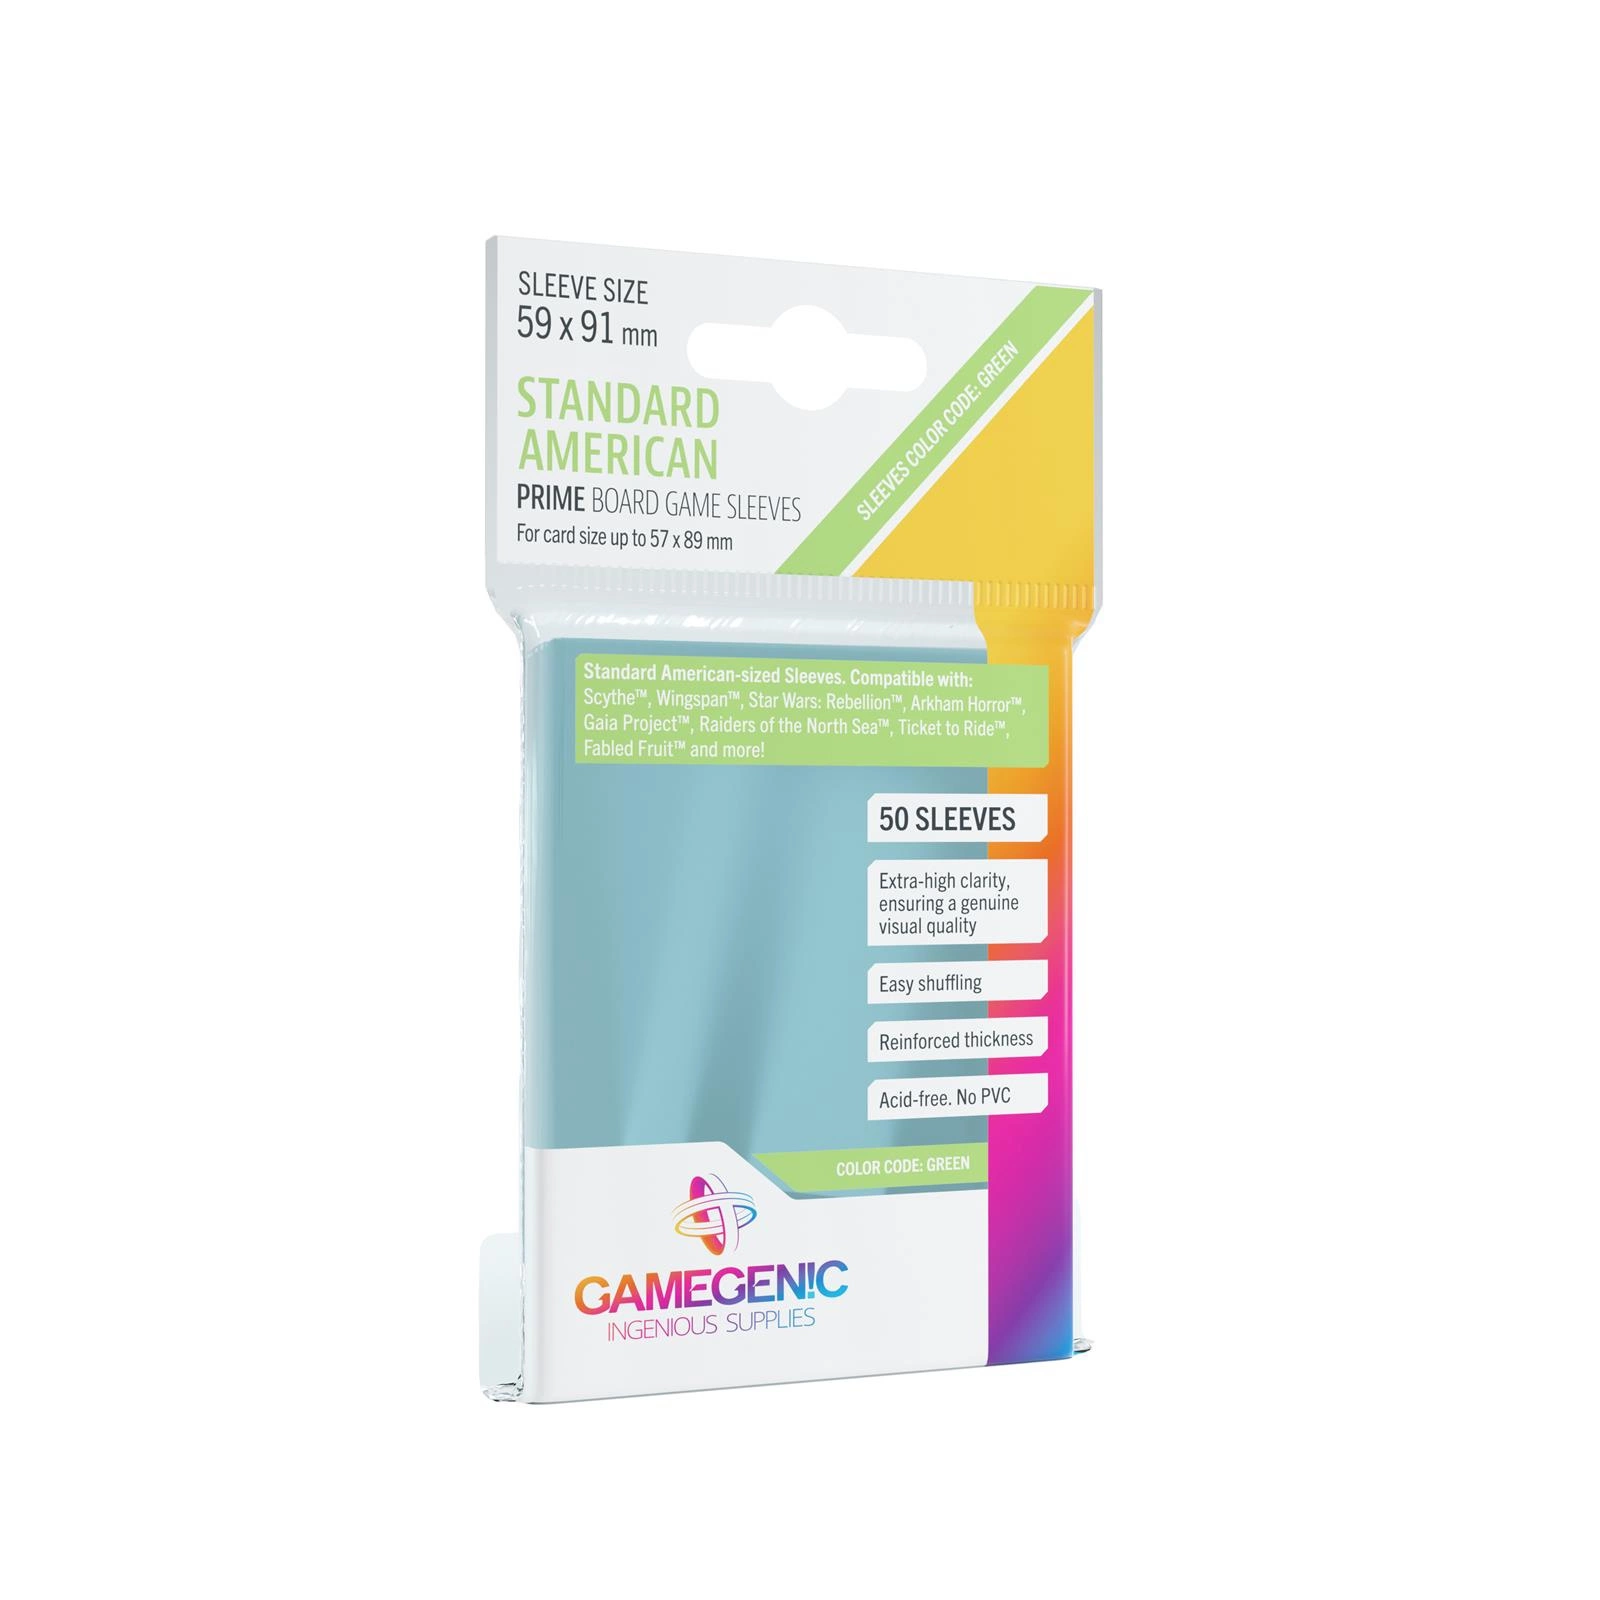 SLEEVE SIZE
59 x 91 mm
STANDARD
AMERICAN
PRIME BOARD GAME SLEEVES
For card size up to 57 x 89 mm
SLEEVES COLOR CODE: GREEN
Standard American-sized Sleeves. Compatible with:
Scythe™, Wingspan™, Star Wars: Rebellion™, Arkham Horror™,
Gaia Project™, Raiders of the North Sea™, Ticket to Ride™,
Fabled Fruit™ and more!
50 SLEEVES
Extra-high clarity,
ensuring a genuine
visual quality
Easy shuffling
Reinforced thickness
Acid-free. No PVC
COLOR CODE: GREEN
GAMEGEN!C
INGENIOUS SUPPLIES